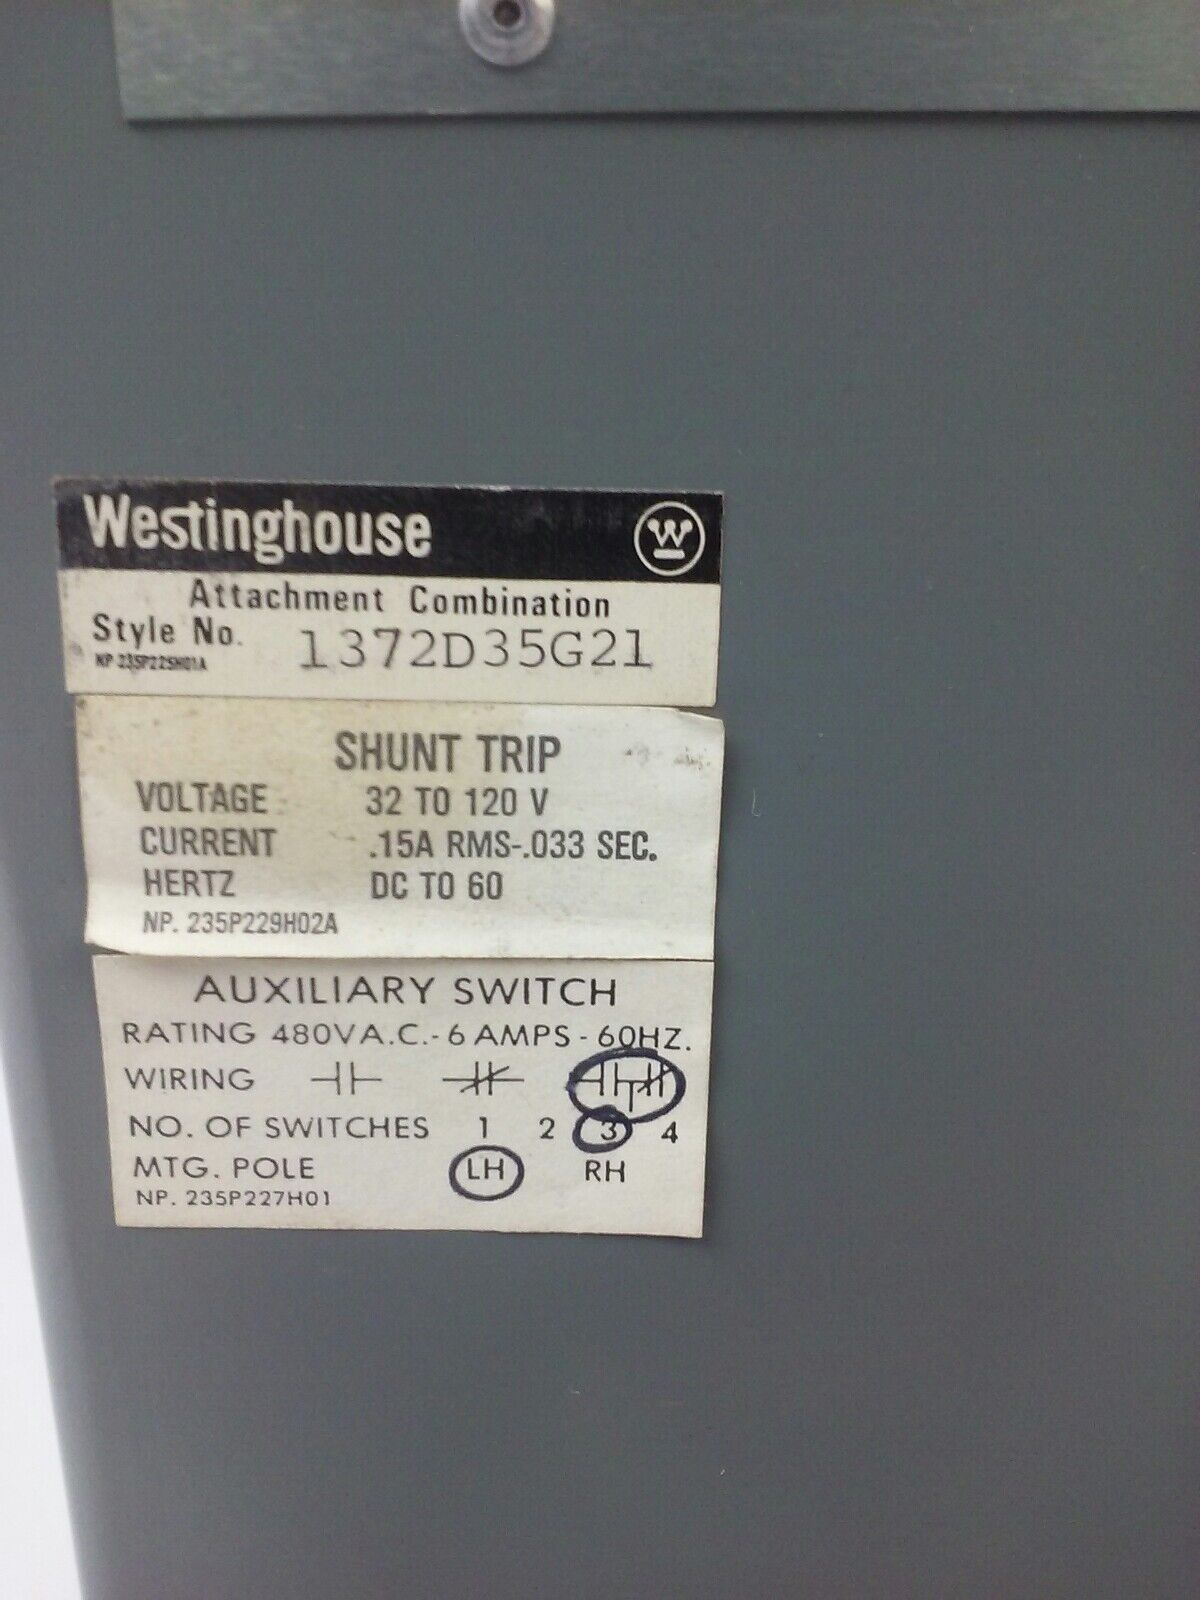 Westinghouse W
Attachment Combination
Style No. 1372D35G21
NP 235P229H01A
SHUNT TRIP
VOLTAGE 32 TO 120 V
CURRENT .15A RMS-.033 SEC.
HERTZ DC TO 60
NP. 235P229H02A
AUXILIARY SWITCH
RATING 480VA.C.-6 AMPS-60HZ.
WIRING
NO. OF SWITCHES 1 2 3 4
MTG. POLE LH RH
NP. 235P227H01